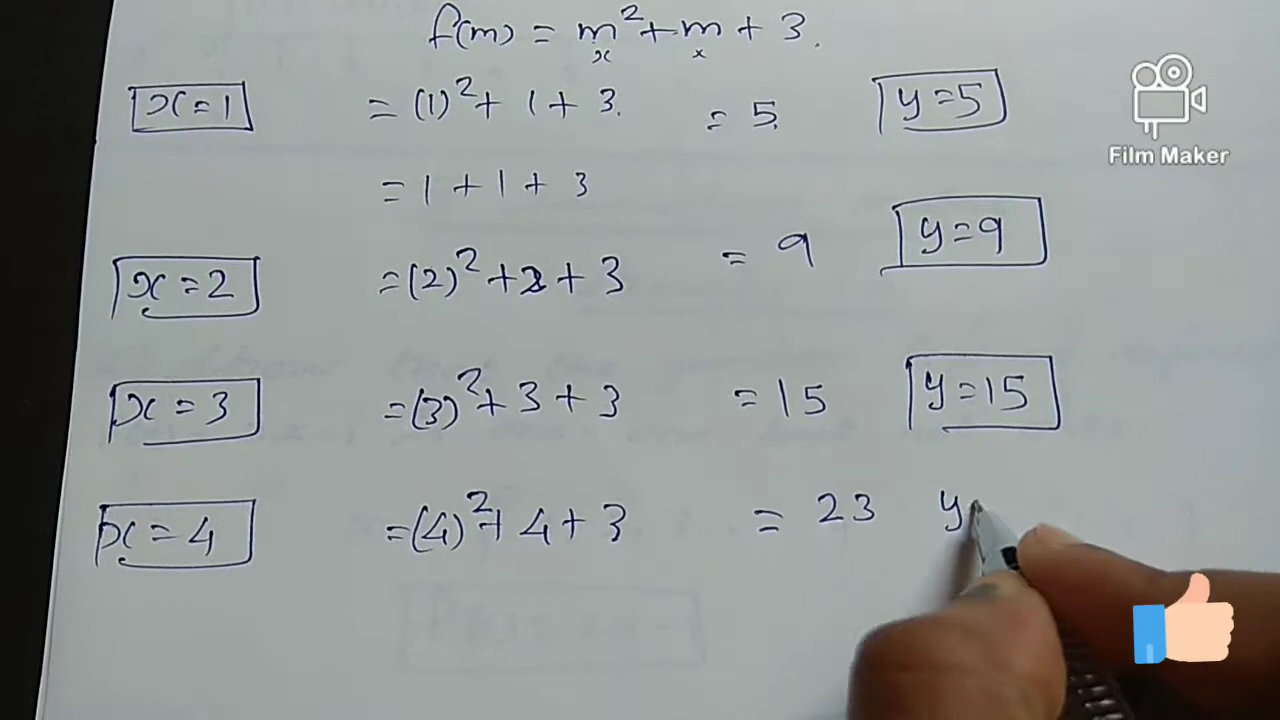 f(m) = m² + m + 3.
x x
x = 1 = (1)² + 1 + 3. = 5. y = 5
Film Maker
= 1 + 1 + 3
x = 2 = (2)² + 2 + 3 = 9 y = 9
x = 3 = (3)² + 3 + 3 = 15 y = 15
x = 4 = (4)² + 4 + 3 = 23 y